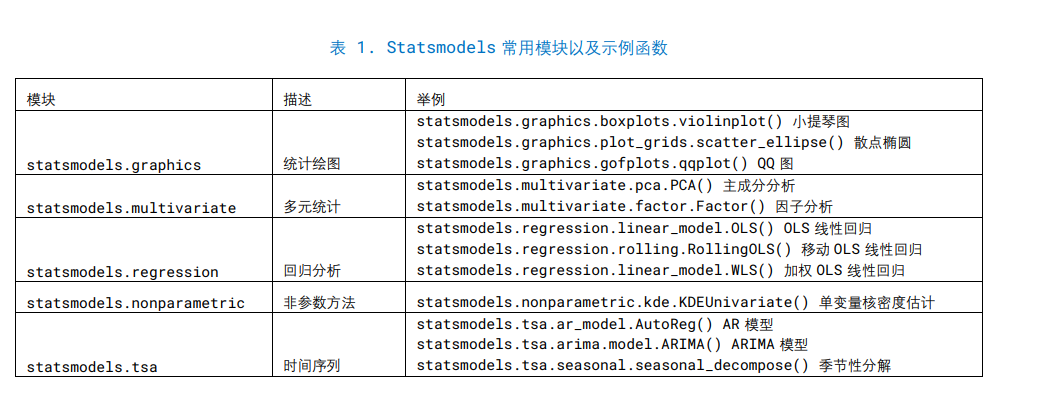 表 1. Statsmodels 常用模块以及示例函数
模块 描述 举例
statsmodels.graphics 统计绘图 statsmodels.graphics.boxplots.violinplot() 小提琴图
statsmodels.graphics.plot_grids.scatter_ellipse() 散点椭圆
statsmodels.graphics.gofplots.qqplot() QQ 图
statsmodels.multivariate 多元统计 statsmodels.multivariate.pca.PCA() 主成分分析
statsmodels.multivariate.factor.Factor() 因子分析
statsmodels.regression 回归分析 statsmodels.regression.linear_model.OLS() OLS 线性回归
statsmodels.regression.rolling.RollingOLS() 移动 OLS 线性回归
statsmodels.regression.linear_model.WLS() 加权 OLS 线性回归
statsmodels.nonparametric 非参数方法 statsmodels.nonparametric.kde.KDEUnivariate() 单变量核密度估计
statsmodels.tsa 时间序列 statsmodels.tsa.ar_model.AutoReg() AR 模型
statsmodels.tsa.arima.model.ARIMA() ARIMA 模型
statsmodels.tsa.seasonal.seasonal_decompose() 季节性分解